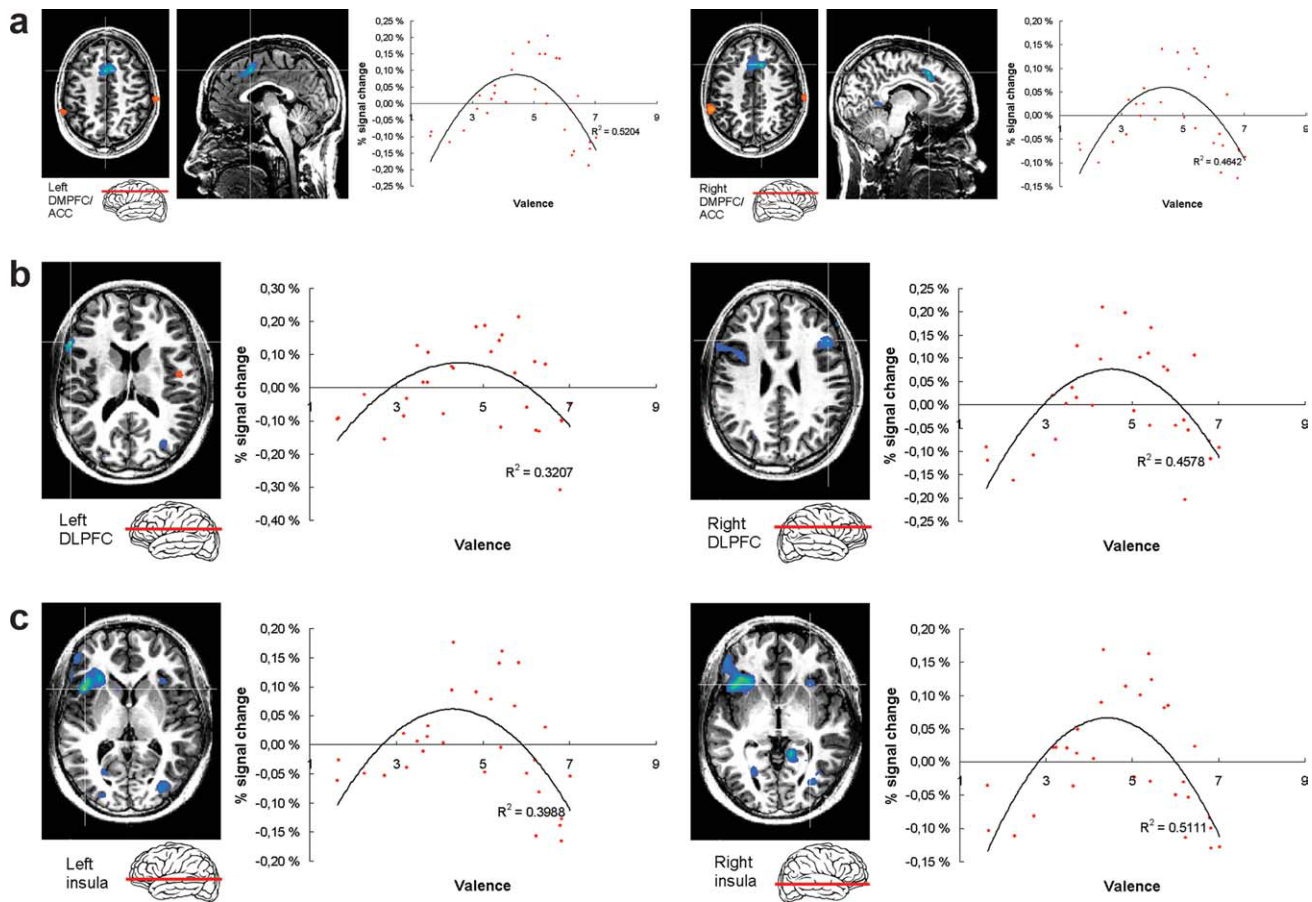 a
0,25 %
0,20 %
0,15 %
0,10 %
0,05 %
0,00 %
-0,05 %
-0,10 %
-0,15 %
-0,20 %
-0,25 %
% signal change
1 3 5 7 9
R² = 0.5204
Valence
Left
DMPFC/
ACC
0,20 %
0,15 %
0,10 %
0,05 %
0,00 %
-0,05 %
-0,10 %
-0,15 %
% signal change
1 3 5 7 9
R² = 0.4642
Valence
Right
DMPFC/
ACC
b
0,30 %
0,20 %
0,10 %
0,00 %
-0,10 %
-0,20 %
-0,30 %
-0,40 %
% signal change
1 3 5 7 9
R² = 0.3207
Valence
Left
DLPFC
0,25 %
0,20 %
0,15 %
0,10 %
0,05 %
0,00 %
-0,05 %
-0,10 %
-0,15 %
-0,20 %
-0,25 %
% signal change
1 3 5 7 9
R² = 0.4578
Valence
Right
DLPFC
c
0,20 %
0,15 %
0,10 %
0,05 %
0,00 %
-0,05 %
-0,10 %
-0,15 %
-0,20 %
% signal change
1 3 5 7 9
R² = 0.3988
Valence
Left
insula
0,20 %
0,15 %
0,10 %
0,05 %
0,00 %
-0,05 %
-0,10 %
-0,15 %
% signal change
1 3 5 7 9
R² = 0.5111
Valence
Right
insula